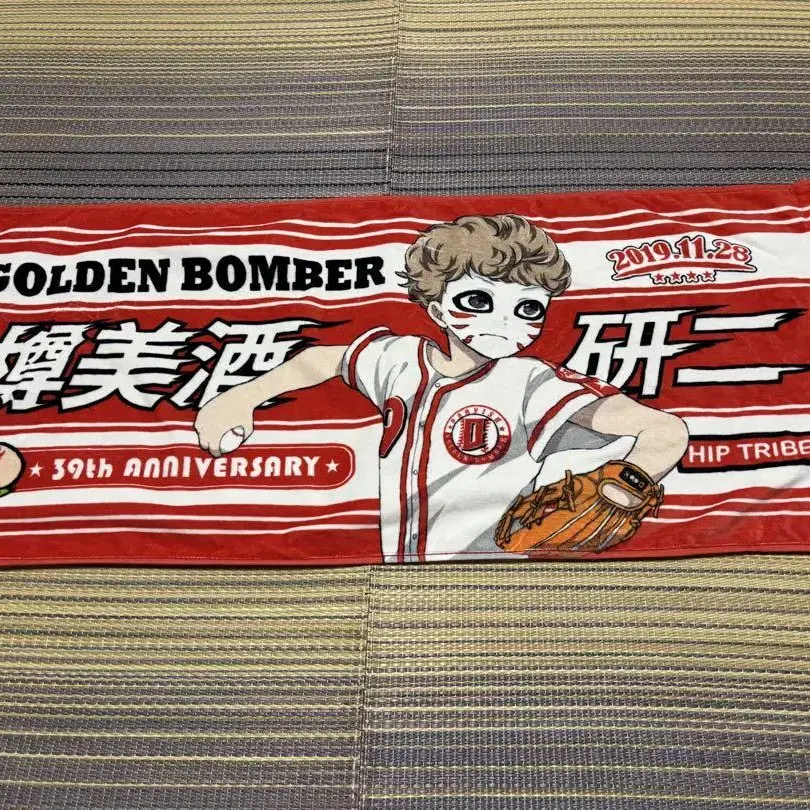 GOLDEN BOMBER
2019.11.28
樽美酒
研二
★ 39th ANNIVERSARY ★
HIP TRIBE